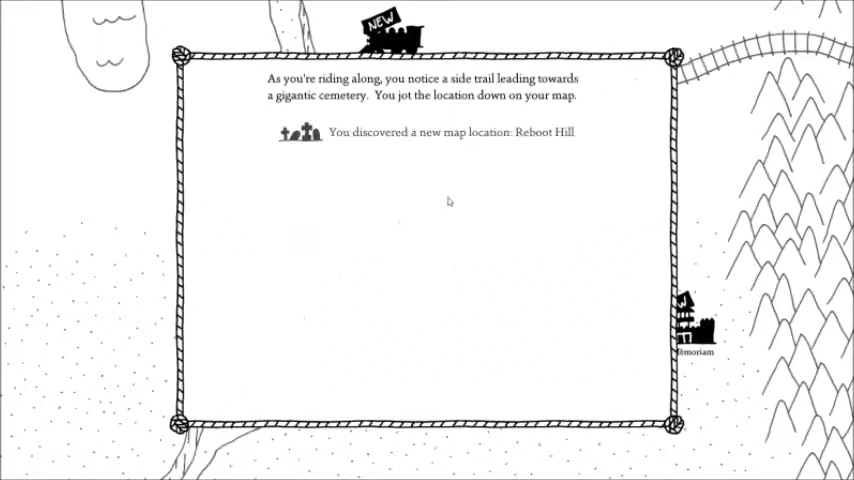 NEW
As you're riding along, you notice a side trail leading towards
a gigantic cemetery.  You jot the location down on your map.
You discovered a new map location: Reboot Hill
W
emoriam